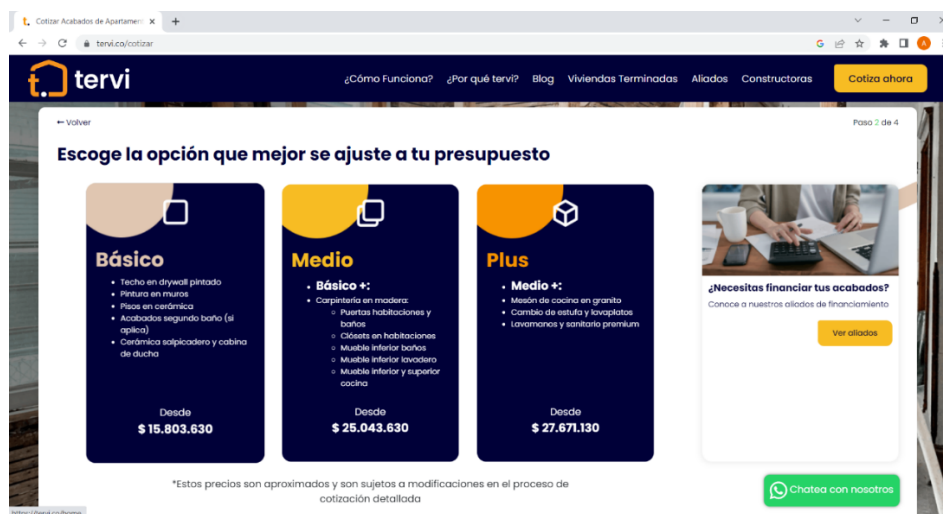 Cotizar Acabados de Apartament
tervi.co/cotizar
t. tervi
¿Cómo Funciona? ¿Por qué tervi? Blog Viviendas Terminadas Aliados Constructoras Cotiza ahora
← Volver
Paso 2 de 4
Escoge la opción que mejor se ajuste a tu presupuesto
Básico
• Techo en drywall pintado
• Pintura en muros
• Pisos en cerámica
• Acabados segundo baño (si
aplica)
• Cerámica salpicadero y cabina
de ducha
Desde
$ 15.803.630
Medio
• Básico +:
• Carpintería en madera:
○ Puertas habitaciones y
baños
○ Clósets en habitaciones
○ Mueble inferior baños
○ Mueble inferior lavadero
○ Mueble inferior y superior
cocina
Desde
$ 25.043.630
Plus
• Medio +:
• Mesón de cocina en granito
• Cambio de estufa y lavaplatos
• Lavamanos y sanitario premium
Desde
$ 27.671.130
¿Necesitas financiar tus acabados?
Conoce a nuestros aliados de financiamiento
Ver aliados
*Estos precios son aproximados y son sujetos a modificaciones en el proceso de
cotización detallada
Chatea con nosotros
https://tervi.co/home